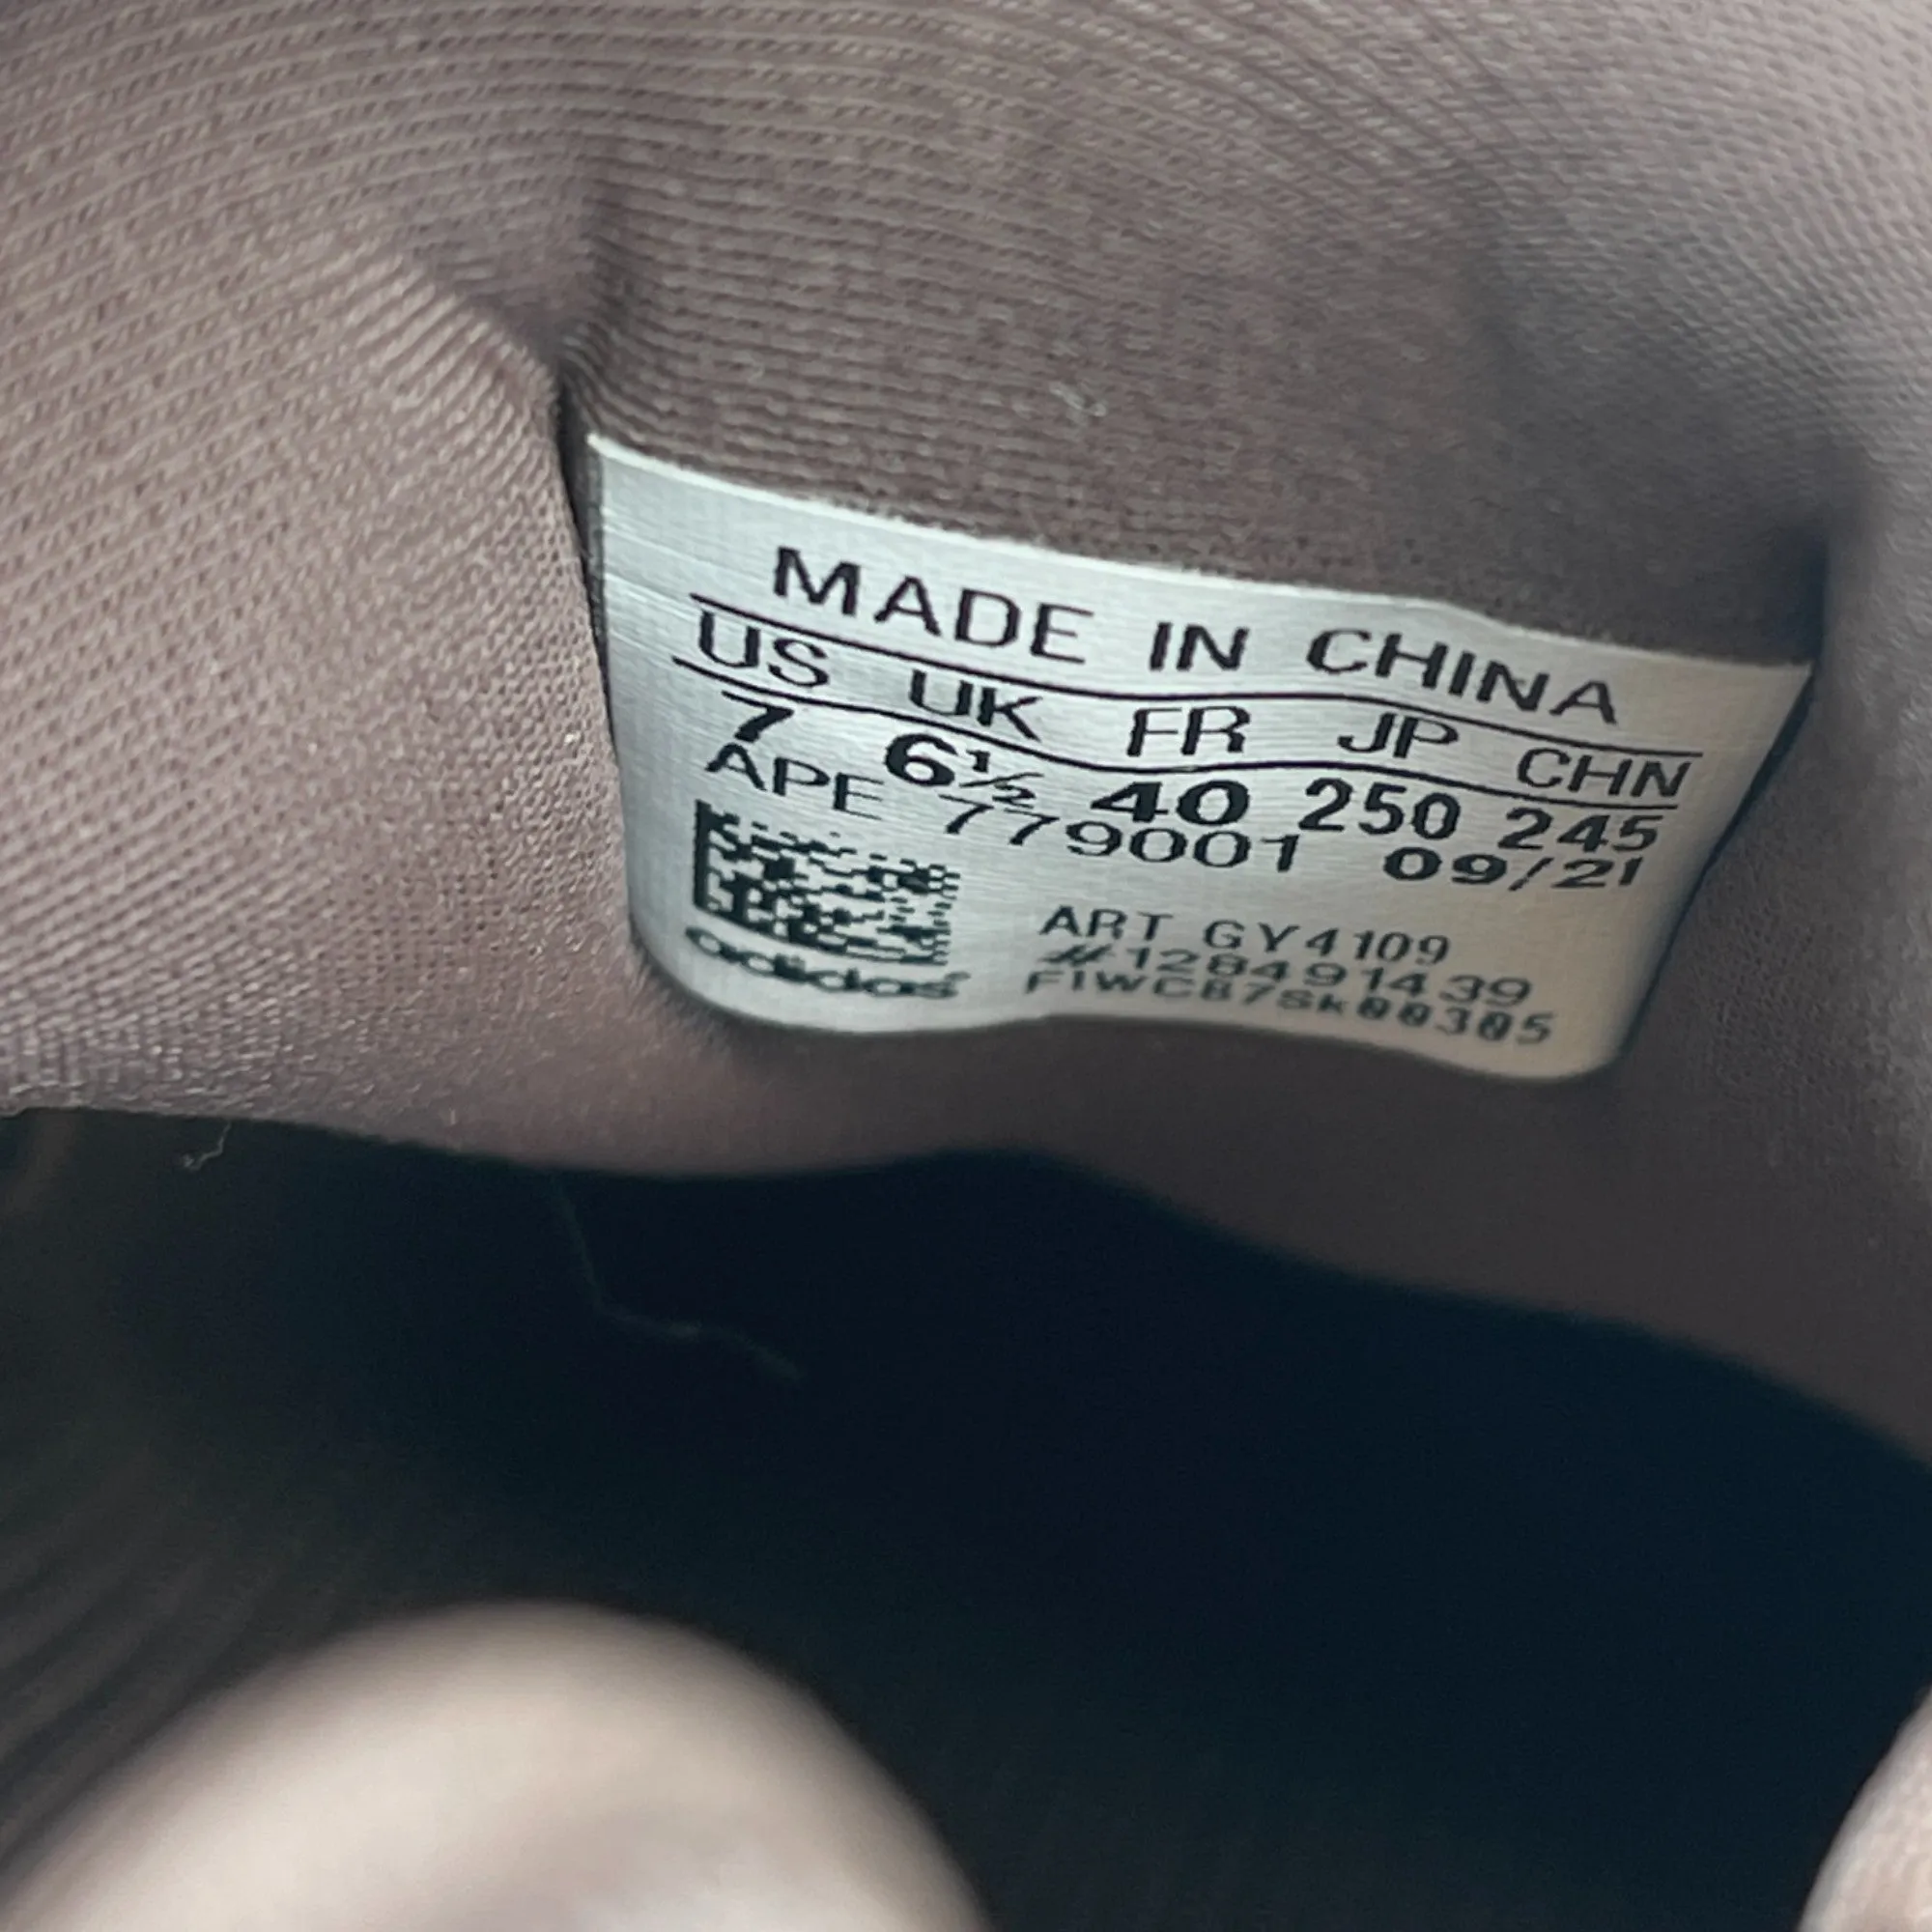 MADE IN CHINA
US UK FR JP CHN
7 6½ 40 250 245
APE 779001 09/21
ART GY4109
#128491439
F1WCB7Sk00305
adidas